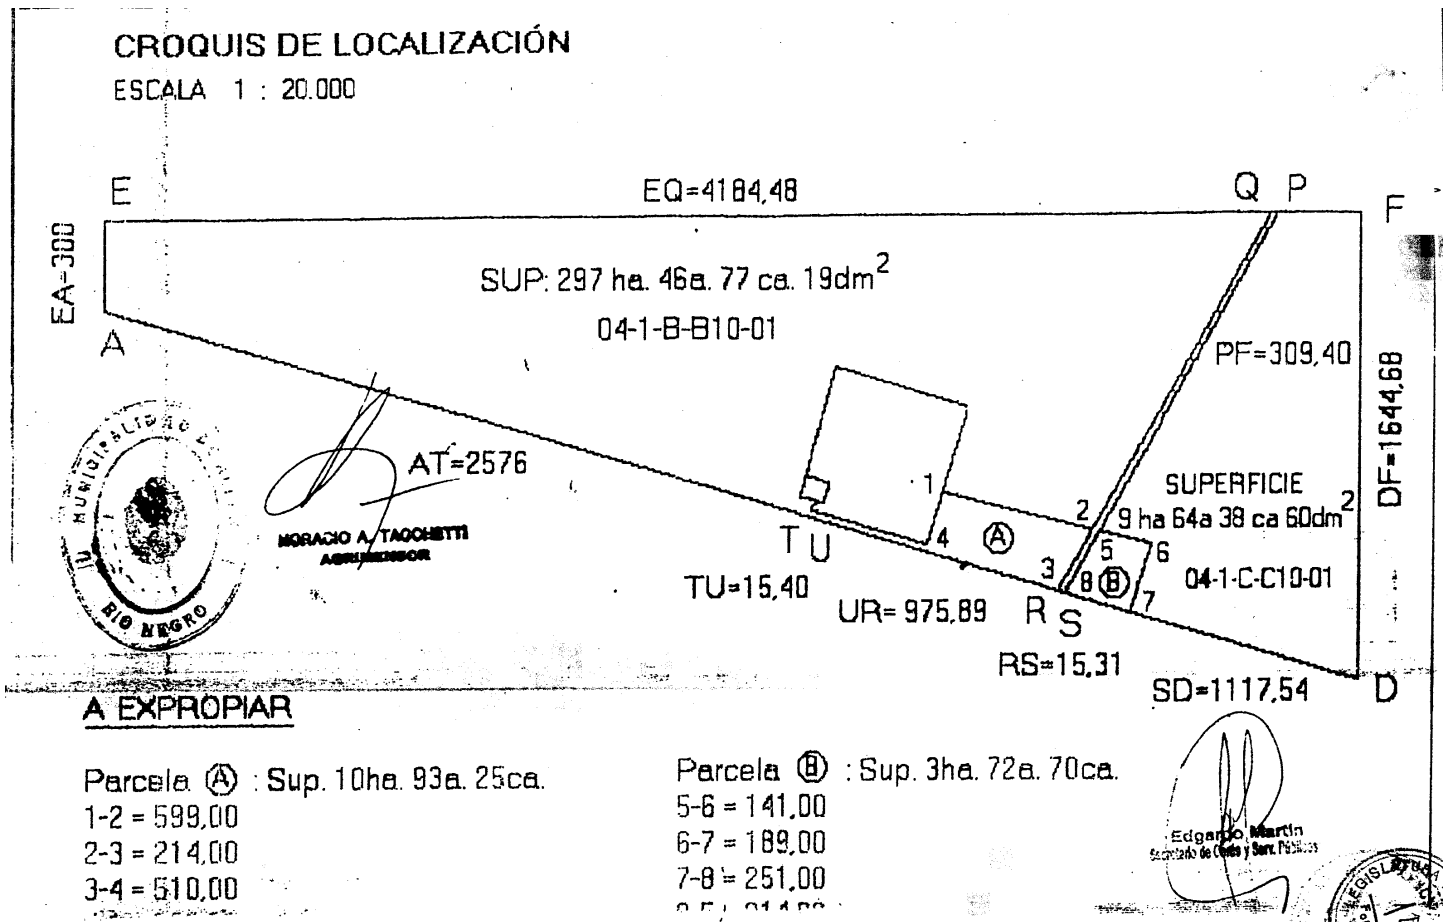 CROQUIS DE LOCALIZACIÓN
ESCALA 1 : 20.000
E
EQ=4184,48
Q P
F
EA=300
SUP: 297 ha. 46a. 77 ca. 19dm²
04-1-B-B10-01
A
PF=309,40
DF=1644,68
MUNICIPALIDAD
RIO NEGRO
AT=2576
HORACIO A. TACCHETTI
AGRIMENSOR
1
2
SUPERFICIE
9 ha 64a 38 ca 60dm²
4
A
5
6
T U
3
8
B
7
04-1-C-C10-01
TU=15,40
UR= 975,89
R S
RS=15,31
SD=1117,54
D
A EXPROPIAR
Parcela A : Sup. 10ha. 93a. 25ca.
1-2 = 599,00
2-3 = 214,00
3-4 = 510,00
Parcela B : Sup. 3ha. 72a. 70ca.
5-6 = 141,00
6-7 = 189,00
7-8 = 251,00
Edgardo Martin